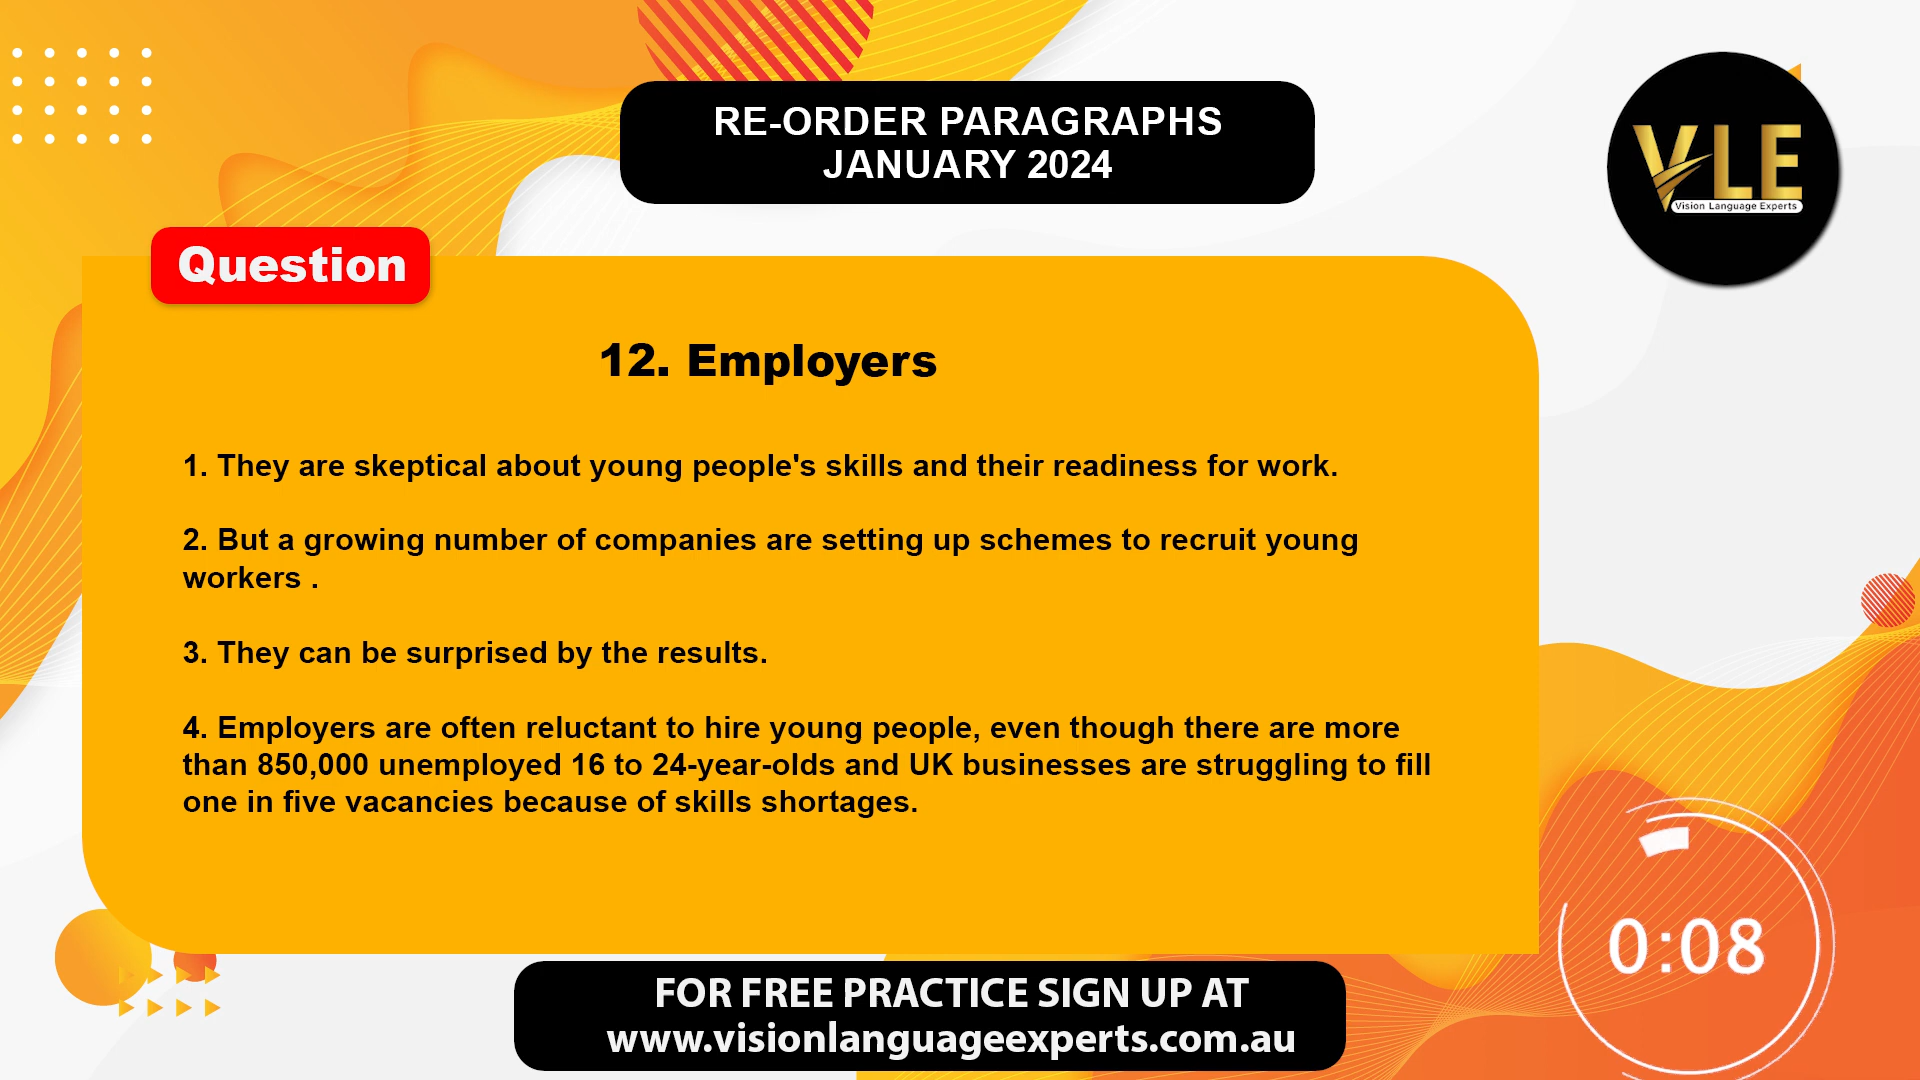 RE-ORDER PARAGRAPHS
JANUARY 2024
VLE
Vision Language Experts
Question
12. Employers
1. They are skeptical about young people's skills and their readiness for work.
2. But a growing number of companies are setting up schemes to recruit young
workers .
3. They can be surprised by the results.
4. Employers are often reluctant to hire young people, even though there are more
than 850,000 unemployed 16 to 24-year-olds and UK businesses are struggling to fill
one in five vacancies because of skills shortages.
0:08
FOR FREE PRACTICE SIGN UP AT
www.visionlanguageexperts.com.au